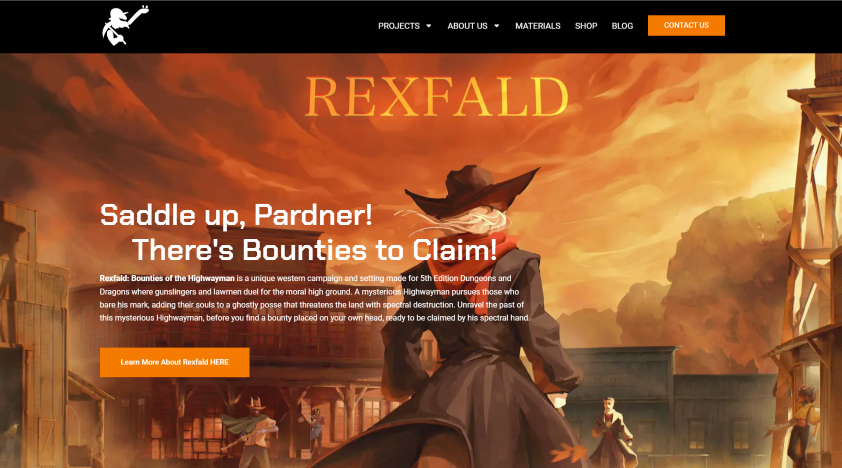 PROJECTS ABOUT US MATERIALS SHOP BLOG CONTACT US
REXFALD
Saddle up, Pardner!
There's Bounties to Claim!
Rexfald: Bounties of the Highwayman is a unique western campaign and setting made for 5th Edition Dungeons and
Dragons where gunslingers and lawmen duel for the moral high ground. A mysterious Highwayman pursues those who
bare his mark, adding their souls to a ghostly posse that threatens the land with spectral destruction. Unravel the past of
this mysterious Highwayman, before you find a bounty placed on your own head, ready to be claimed by his spectral hand.
Learn More About Rexfald HERE